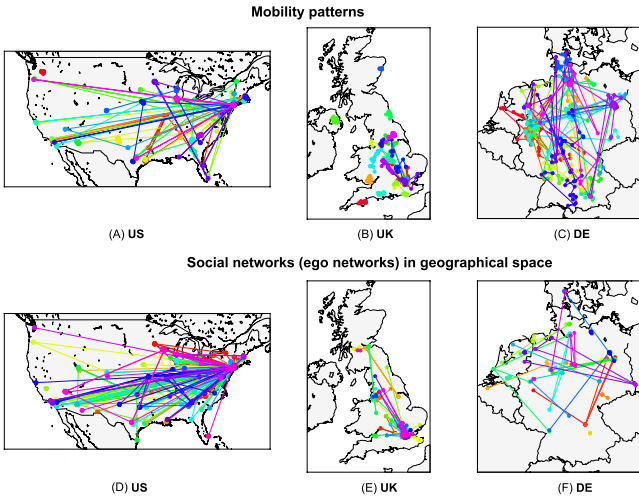 Mobility patterns
(A) US
(B) UK
(C) DE
Social networks (ego networks) in geographical space
(D) US
(E) UK
(F) DE